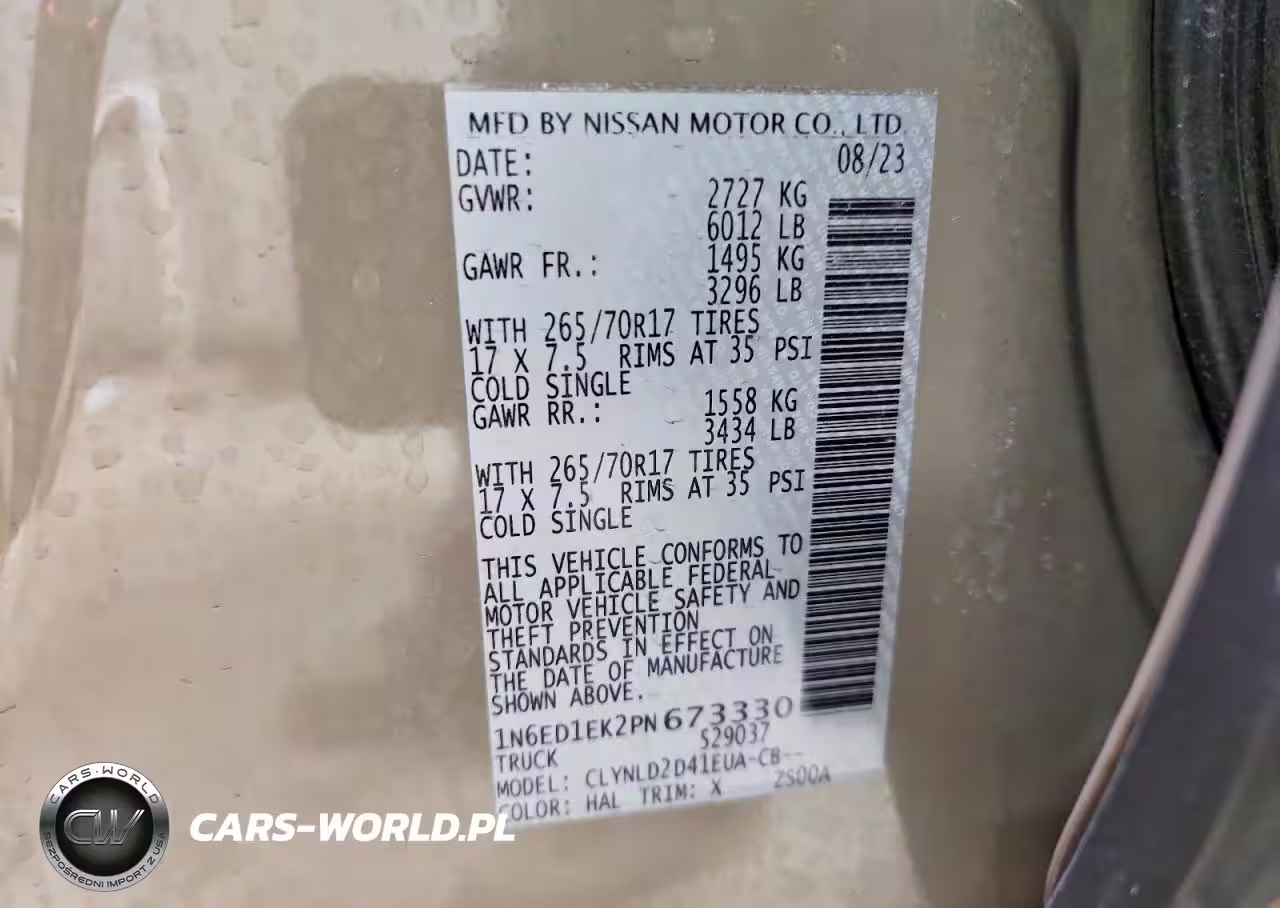 MFD BY NISSAN MOTOR CO., LTD.
DATE: 08/23
GVWR: 2727 KG
6012 LB
GAWR FR.: 1495 KG
3296 LB
WITH 265/70R17 TIRES
17 X 7.5 RIMS AT 35 PSI
COLD SINGLE
GAWR RR.: 1558 KG
3434 LB
WITH 265/70R17 TIRES
17 X 7.5 RIMS AT 35 PSI
COLD SINGLE
THIS VEHICLE CONFORMS TO
ALL APPLICABLE FEDERAL
MOTOR VEHICLE SAFETY AND
THEFT PREVENTION
STANDARDS IN EFFECT ON
THE DATE OF MANUFACTURE
SHOWN ABOVE.
1N6ED1EK2PN673330
TRUCK S29037
MODEL: CLYNLD2D41EUA-CB--
COLOR: HAL TRIM: X ZS00A
CARS-WORLD
CW
BEZPOŚREDNI IMPORT Z USA
CARS-WORLD.PL